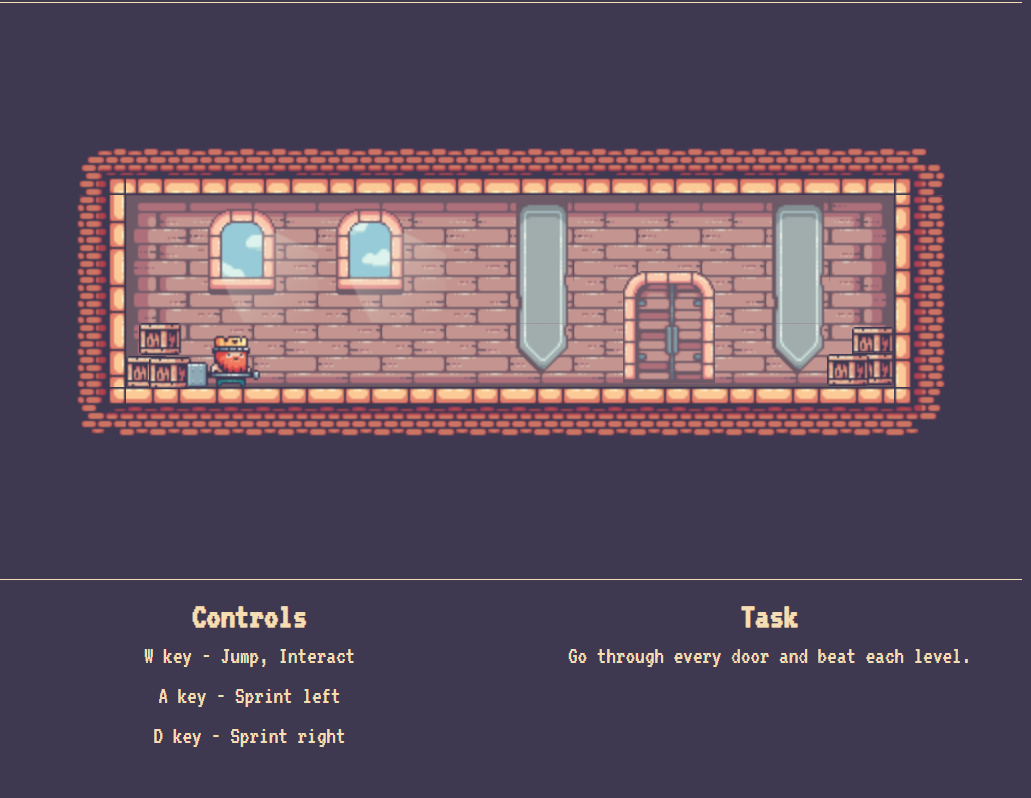 Controls
W key - Jump, Interact
A key - Sprint left
D key - Sprint right
Task
Go through every door and beat each level.